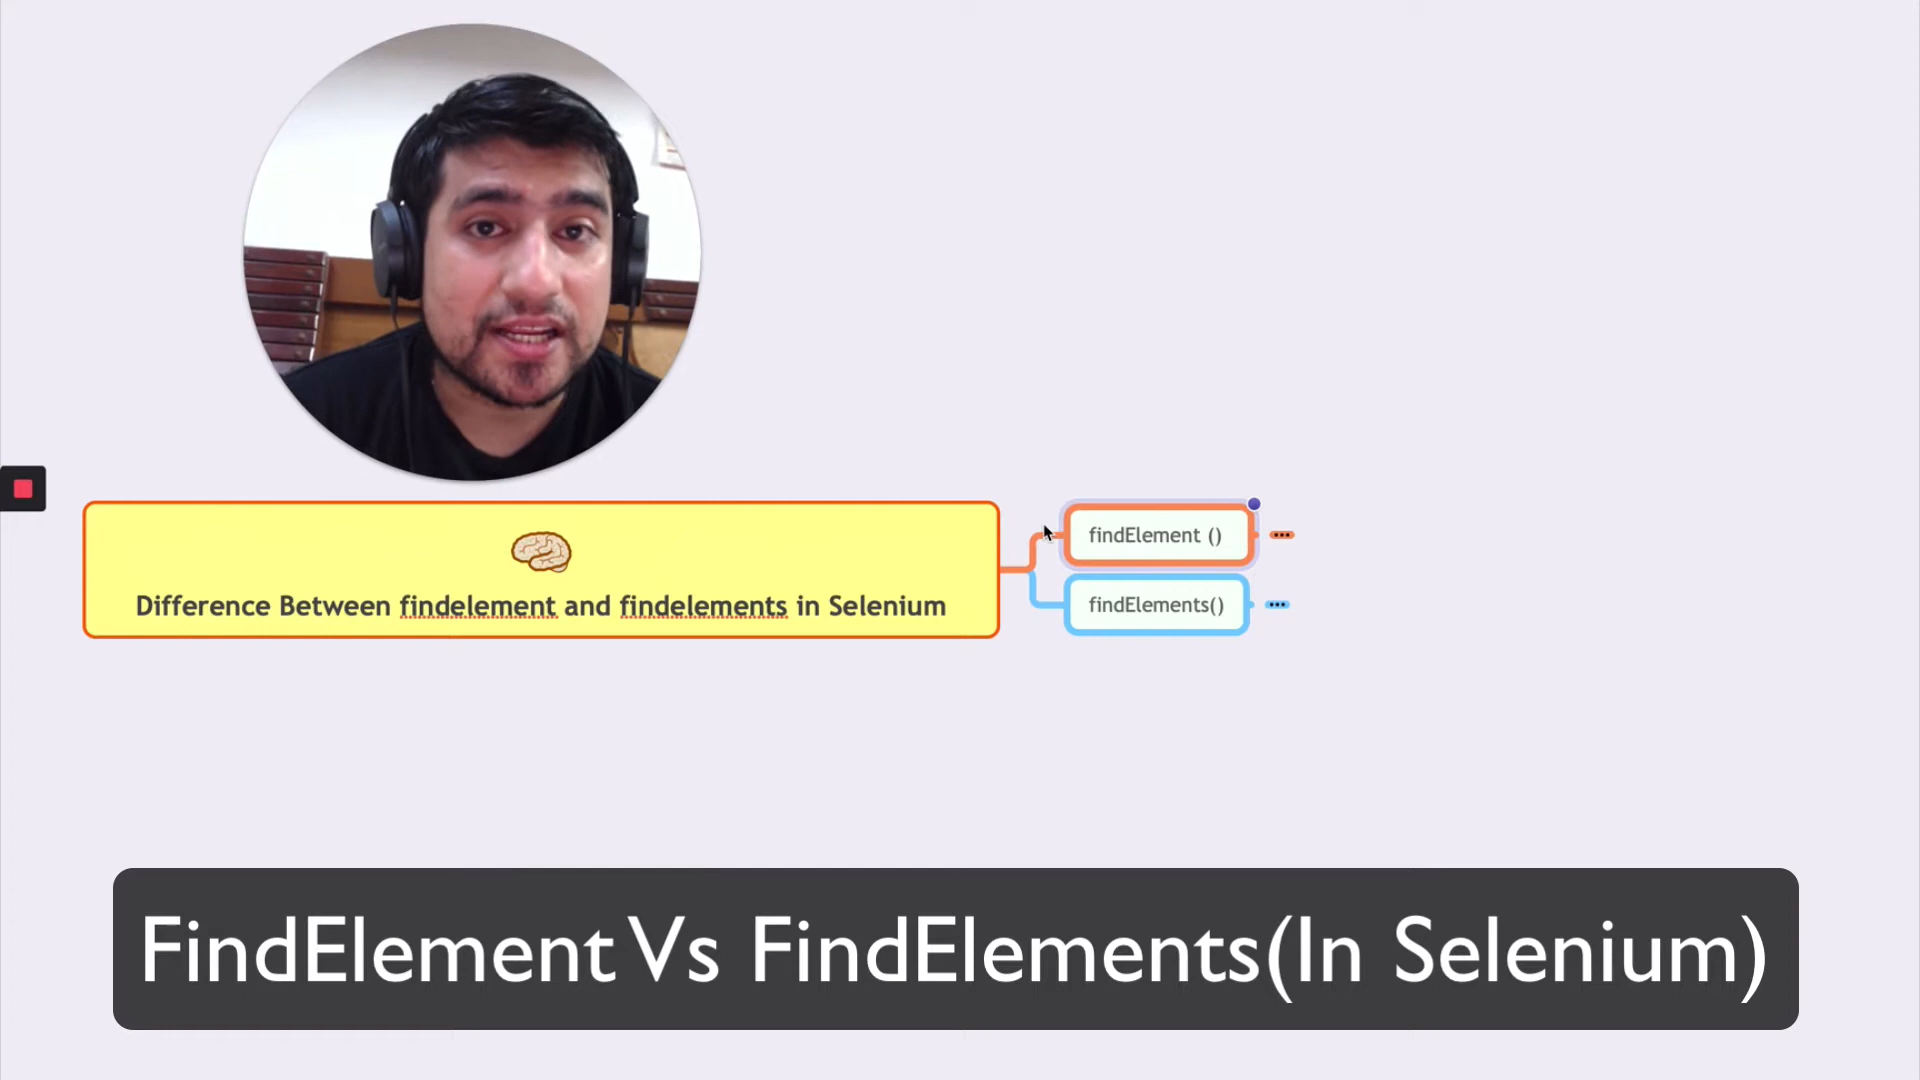 findElement ()
findElements()
Difference Between findelement and findelements in Selenium
FindElement Vs FindElements(In Selenium)